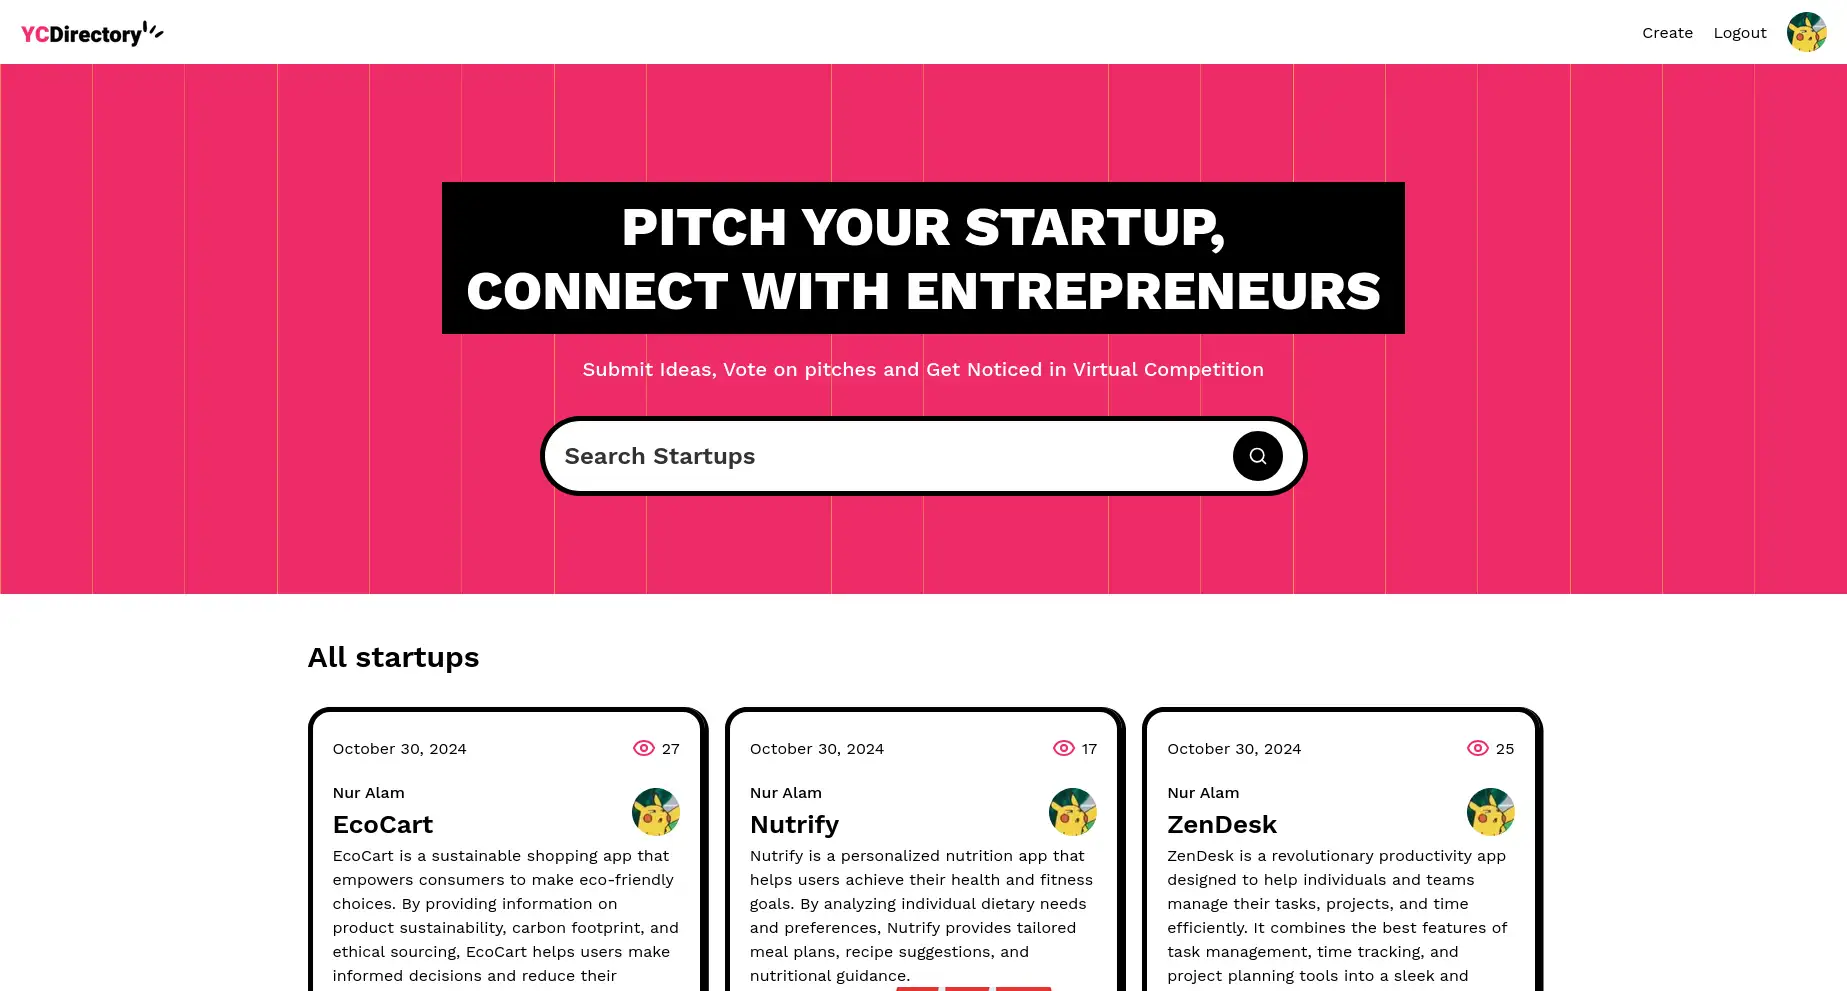 YCDirectory
Create Logout
PITCH YOUR STARTUP,
CONNECT WITH ENTREPRENEURS
Submit Ideas, Vote on pitches and Get Noticed in Virtual Competition
Search Startups
All startups
October 30, 2024 27
Nur Alam
EcoCart
EcoCart is a sustainable shopping app that
empowers consumers to make eco-friendly
choices. By providing information on
product sustainability, carbon footprint, and
ethical sourcing, EcoCart helps users make
informed decisions and reduce their
October 30, 2024 17
Nur Alam
Nutrify
Nutrify is a personalized nutrition app that
helps users achieve their health and fitness
goals. By analyzing individual dietary needs
and preferences, Nutrify provides tailored
meal plans, recipe suggestions, and
nutritional guidance.
October 30, 2024 25
Nur Alam
ZenDesk
ZenDesk is a revolutionary productivity app
designed to help individuals and teams
manage their tasks, projects, and time
efficiently. It combines the best features of
task management, time tracking, and
project planning tools into a sleek and